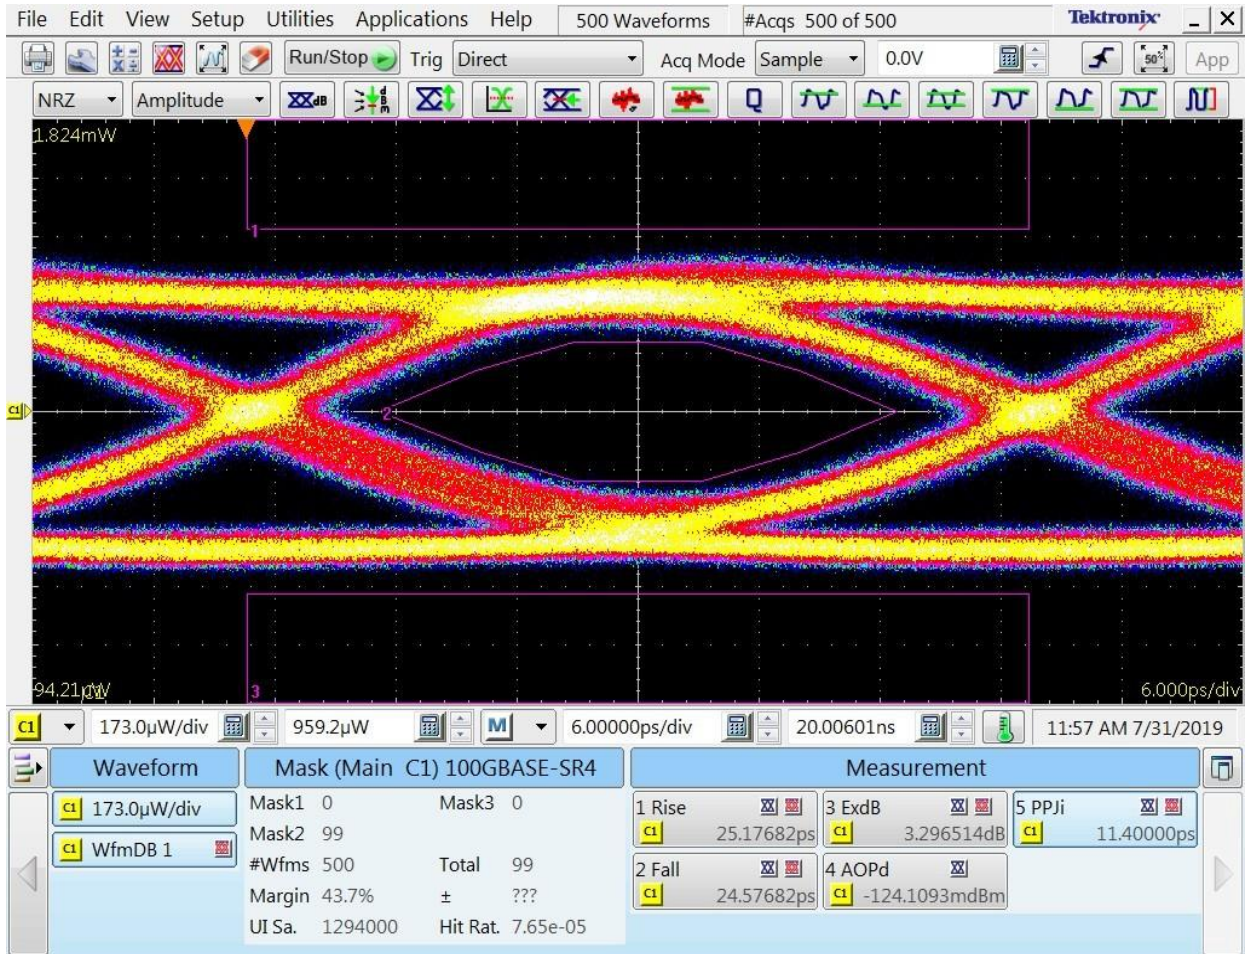 File Edit View Setup Utilities Applications Help 500 Waveforms #Acqs 500 of 500 Tektronix
Run/Stop Trig Direct Acq Mode Sample 0.0V 50% App
NRZ Amplitude dB dBm Q
1.824mW
1
C1 2
94.21µW 3 6.000ps/div
C1 173.0µW/div 959.2µW M 6.00000ps/div 20.00601ns 11:57 AM 7/31/2019
Waveform Mask (Main C1) 100GBASE-SR4 Measurement
C1 173.0µW/div
C1 WfmDB 1
Mask1 0 Mask3 0
Mask2 99
#Wfms 500 Total 99
Margin 43.7% ± ???
UI Sa. 1294000 Hit Rat. 7.65e-05
1 Rise
C1 25.17682ps
2 Fall
C1 24.57682ps
3 ExdB
C1 3.296514dB
4 AOPd
C1 -124.1093mdBm
5 PPJi
C1 11.40000ps